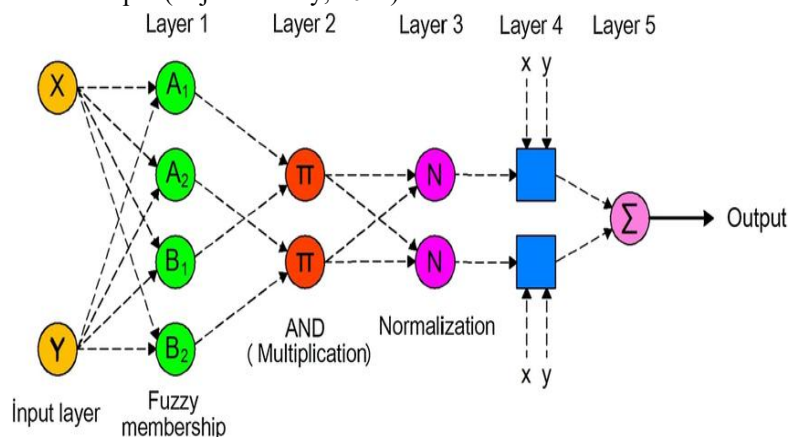 Layer 1 Layer 2 Layer 3 Layer 4 Layer 5
x y
X A₁
A₂ π N
Σ Output
B₁ π N
Y B₂
AND Normalization
(Multiplication)
x y
İnput layer Fuzzy
membership